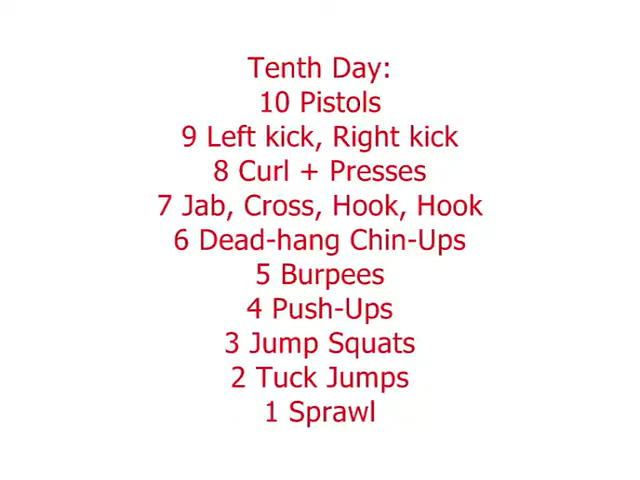 Tenth Day:
10 Pistols
9 Left kick, Right kick
8 Curl + Presses
7 Jab, Cross, Hook, Hook
6 Dead-hang Chin-Ups
5 Burpees
4 Push-Ups
3 Jump Squats
2 Tuck Jumps
1 Sprawl